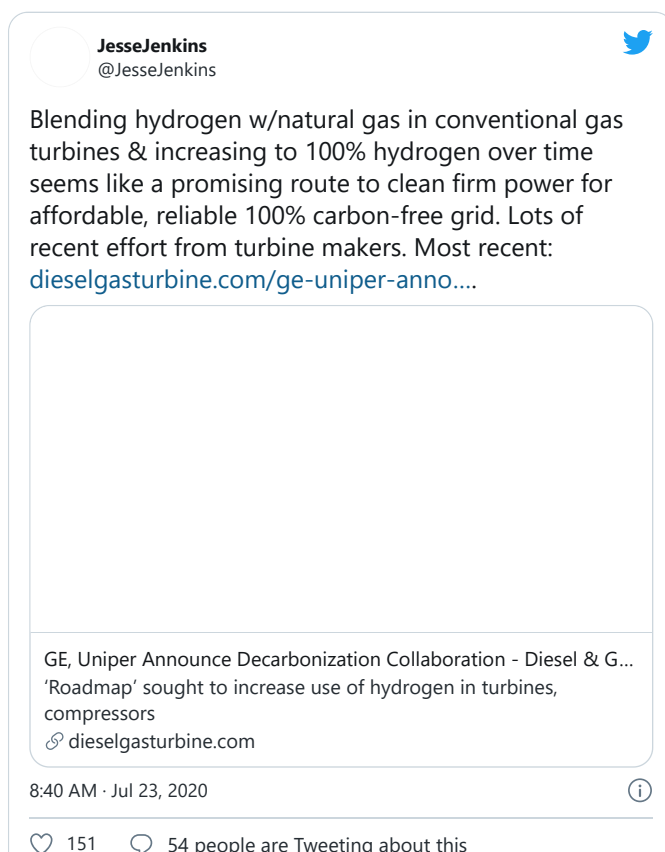 JesseJenkins
@JesseJenkins
Blending hydrogen w/natural gas in conventional gas
turbines & increasing to 100% hydrogen over time
seems like a promising route to clean firm power for
affordable, reliable 100% carbon-free grid. Lots of
recent effort from turbine makers. Most recent:
dieselgasturbine.com/ge-uniper-anno….
GE, Uniper Announce Decarbonization Collaboration - Diesel & G...
‘Roadmap’ sought to increase use of hydrogen in turbines,
compressors
dieselgasturbine.com
8:40 AM · Jul 23, 2020
151 54 people are Tweeting about this